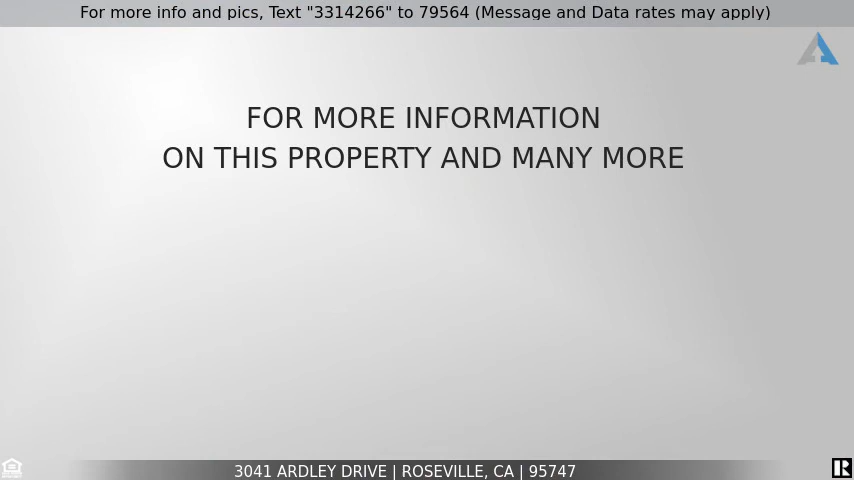 For more info and pics, Text "3314266" to 79564 (Message and Data rates may apply)
FOR MORE INFORMATION
ON THIS PROPERTY AND MANY MORE
3041 ARDLEY DRIVE | ROSEVILLE, CA | 95747